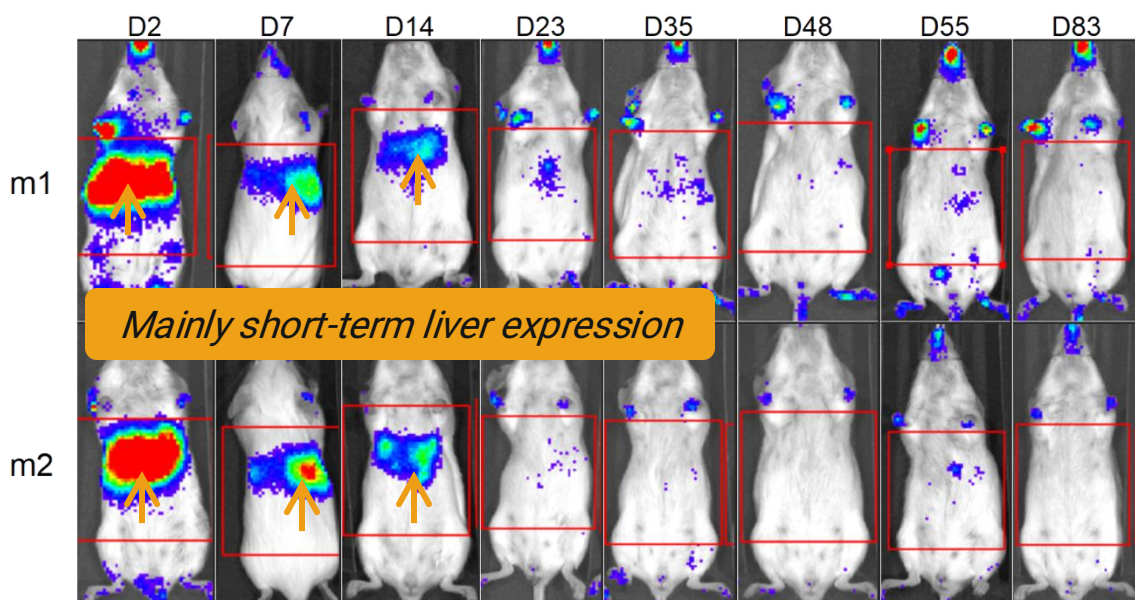 D2 D7 D14 D23 D35 D48 D55 D83
m1
Mainly short-term liver expression
m2